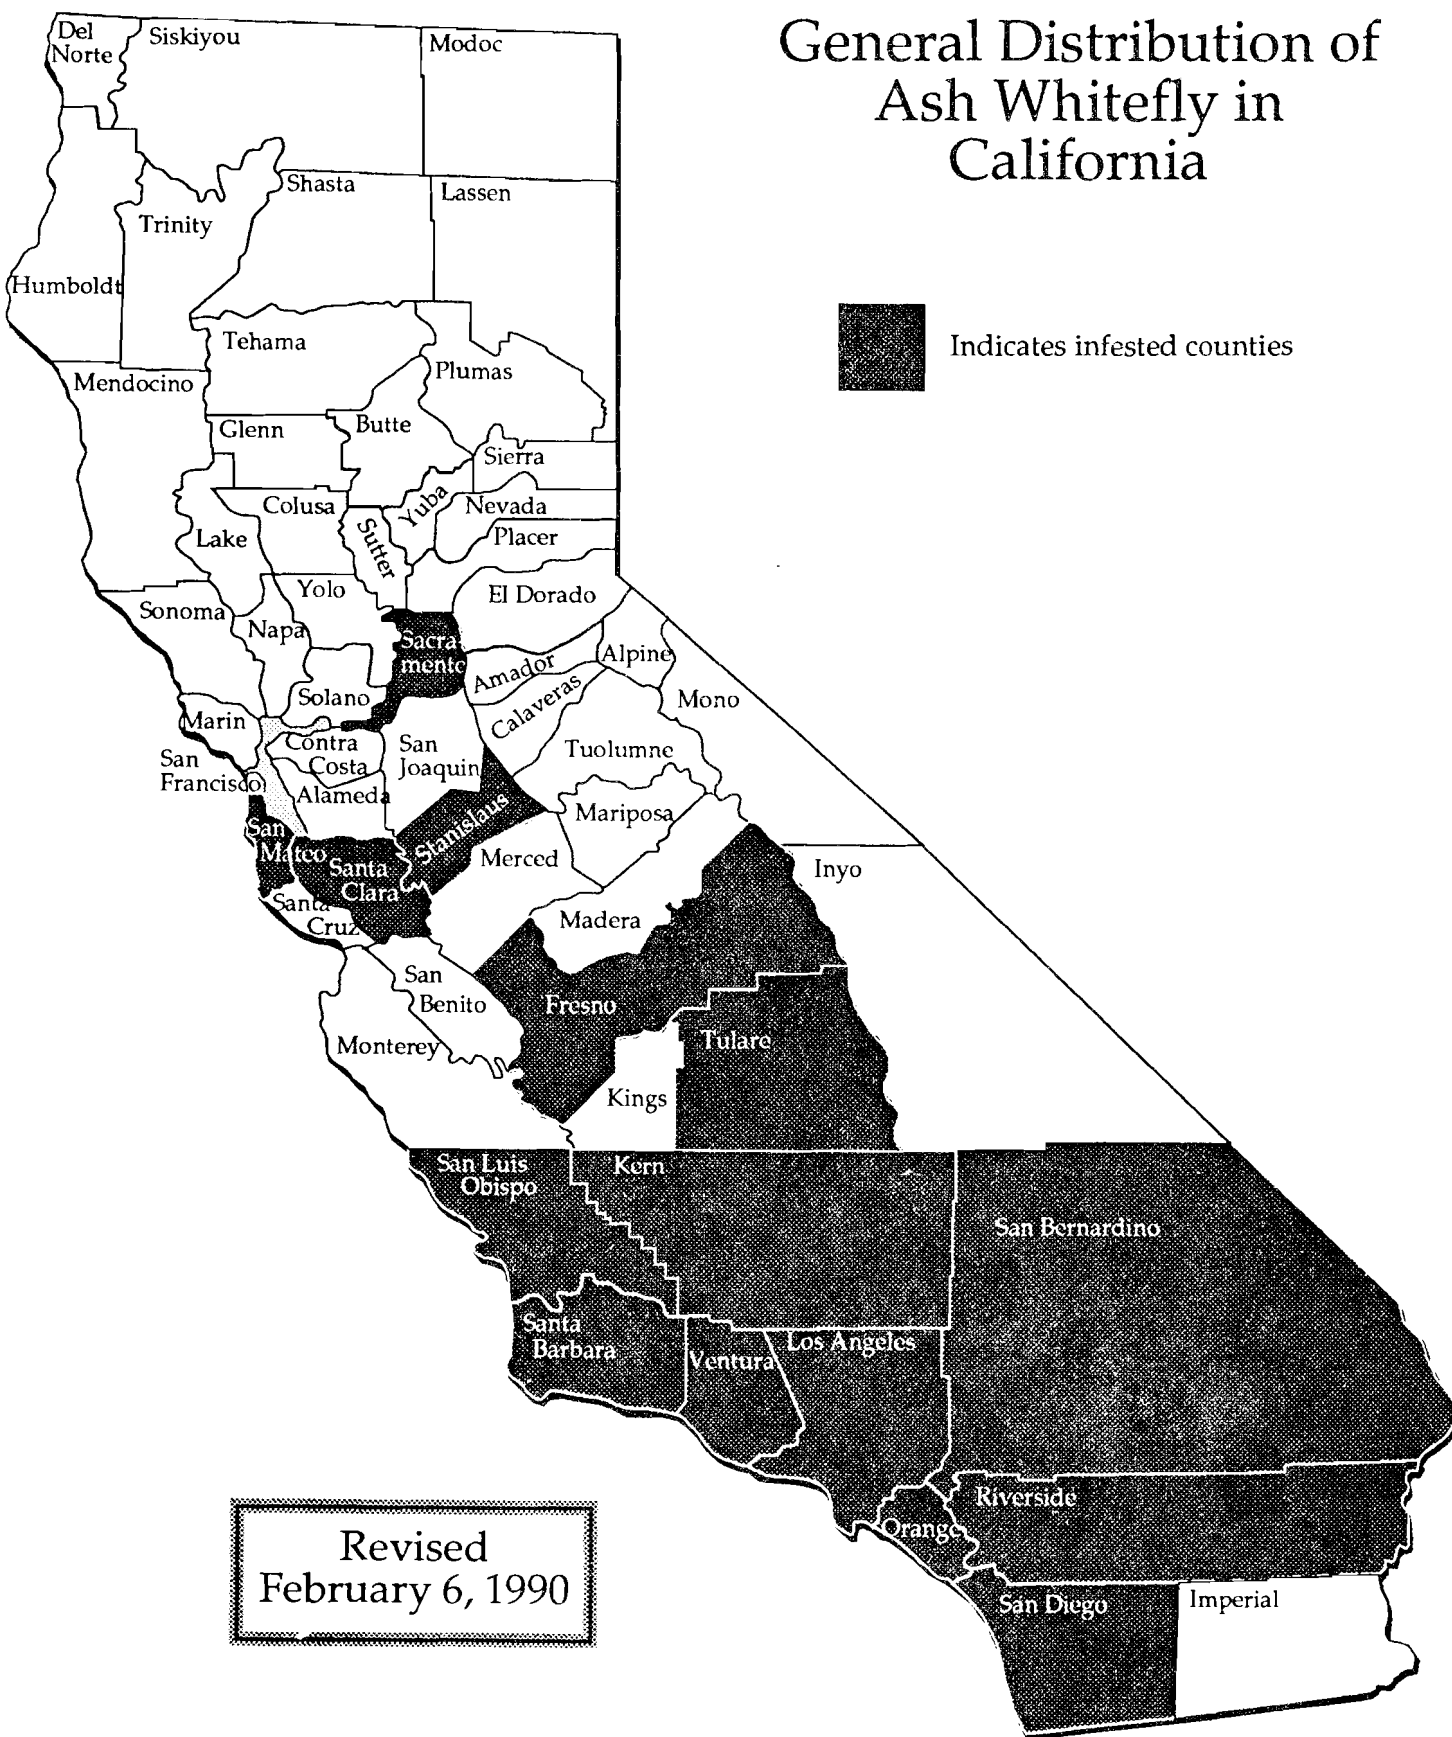 General Distribution of
Ash Whitefly in
California
Indicates infested counties
Del
Norte
Siskiyou
Modoc
Shasta
Lassen
Trinity
Humboldt
Tehama
Plumas
Mendocino
Glenn
Butte
Sierra
Colusa
Yuba
Nevada
Lake
Sutter
Placer
Yolo
El Dorado
Sonoma
Napa
Sacra
mento
Amador
Alpine
Solano
Calaveras
Mono
Marin
Contra
Costa
San
Joaquin
Tuolumne
San
Francisco
Alameda
Stanislaus
Mariposa
San
Mateo
Santa
Clara
Merced
Inyo
Santa
Cruz
Madera
San
Benito
Fresno
Monterey
Tulare
Kings
San Luis
Obispo
Kern
San Bernardino
Santa
Barbara
Ventura
Los Angeles
Riverside
Orange
San Diego
Imperial
Revised
February 6, 1990